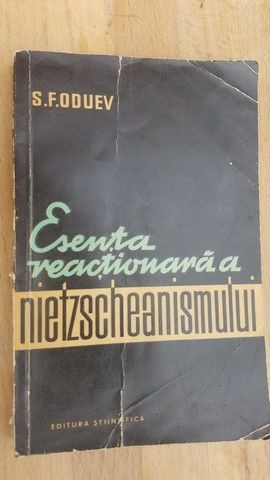 S.F.ODUEV
Esența
reacționară a
nietzscheanismului
EDITURA ȘTIINȚIFICA